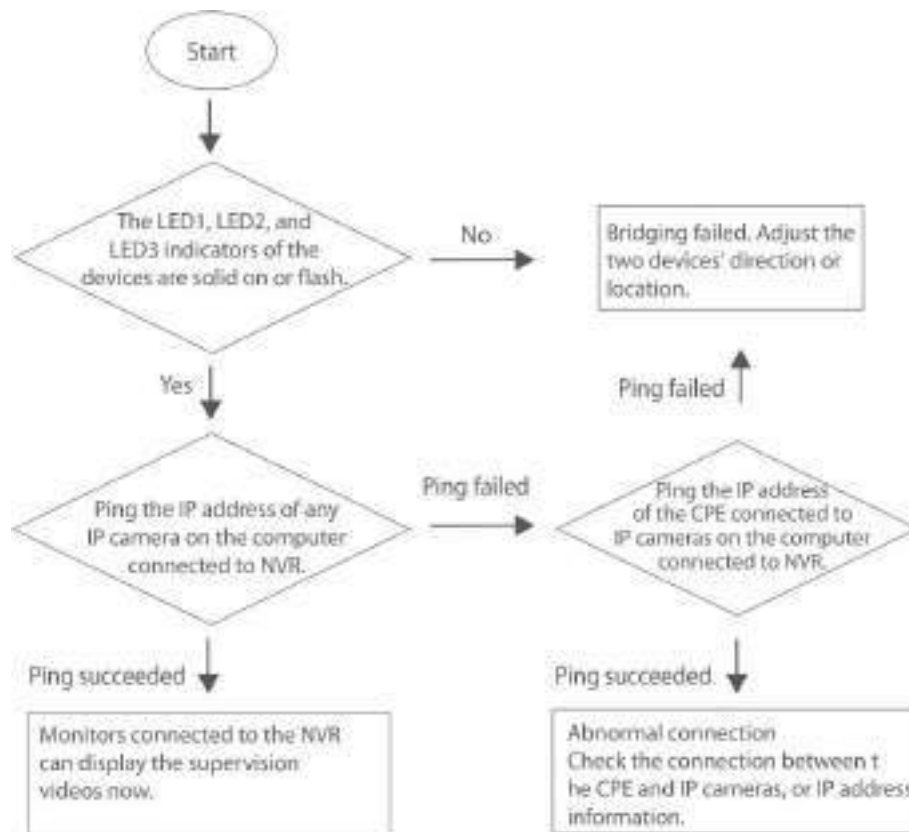 Start
The LED1, LED2, and
LED3 indicators of the
devices are solid on or flash.
No
Bridging failed. Adjust the
two devices' direction or
location.
Yes
Ping failed
Ping the IP address of any
IP camera on the computer
connected to NVR.
Ping failed
Ping the IP address
of the CPE connected to
IP cameras on the computer
connected to NVR.
Ping succeeded
Monitors connected to the NVR
can display the supervision
videos now.
Ping succeeded
Abnormal connection
Check the connection between t
he CPE and IP cameras, or IP address
information.